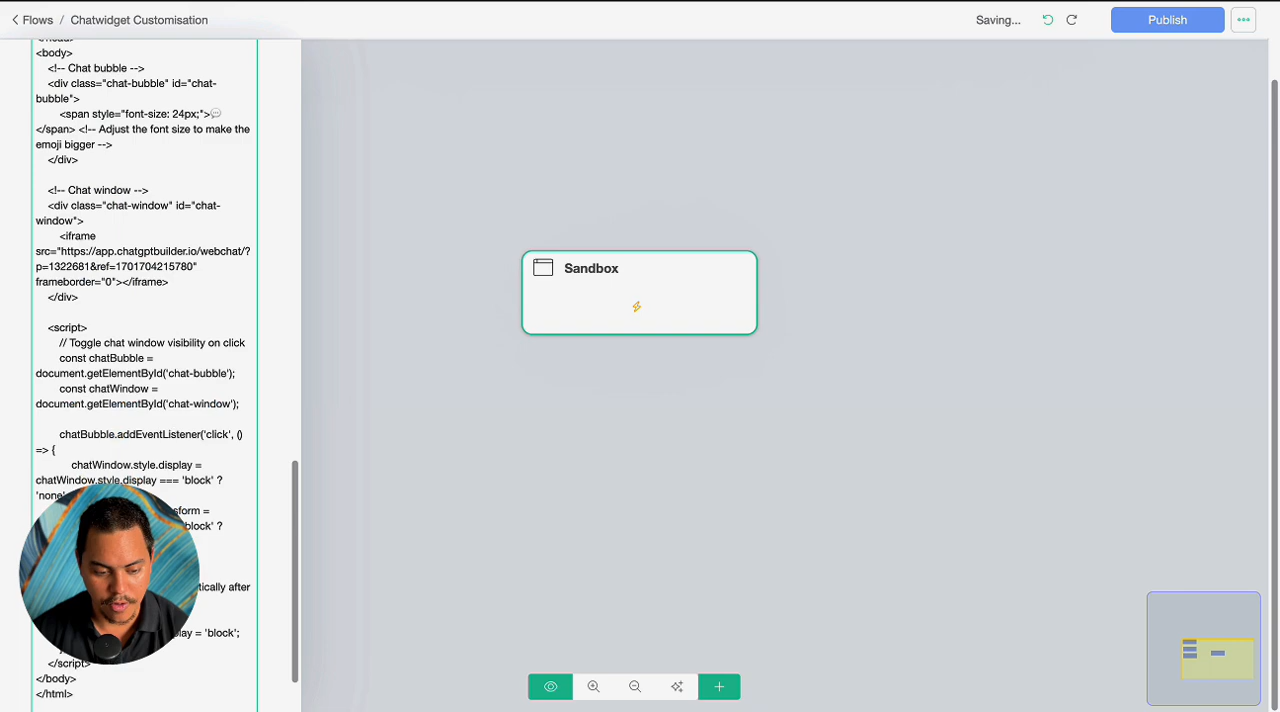 Flows / Chatwidget Customisation
Saving...
Publish
<body>
<!-- Chat bubble -->
<div class="chat-bubble" id="chat-
bubble">
<span style="font-size: 24px;">💬
</span> <!-- Adjust the font size to make the
emoji bigger -->
</div>
<!-- Chat window -->
<div class="chat-window" id="chat-
window">
<iframe
src="https://app.chatgptbuilder.io/webchat/?
p=1322681&ref=1701704215780"
frameborder="0"></iframe>
</div>
<script>
// Toggle chat window visibility on click
const chatBubble =
document.getElementById('chat-bubble');
const chatWindow =
document.getElementById('chat-window');
chatBubble.addEventListener('click', ()
=> {
chatWindow.style.display =
chatWindow.style.display === 'block' ?
'none'
sform =
block' ?
tically after
play = 'block';
</script>
</body>
</html>
Sandbox